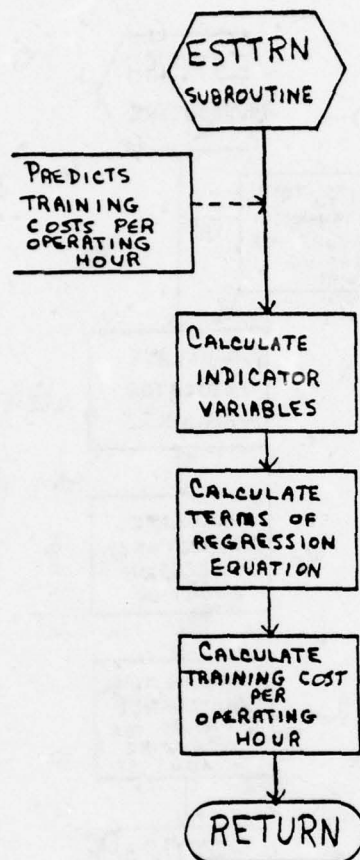 ESTTRN
SUBROUTINE
PREDICTS
TRAINING
COSTS PER
OPERATING
HOUR
CALCULATE
INDICATOR
VARIABLES
CALCULATE
TERMS OF
REGRESSION
EQUATION
CALCULATE
TRAINING COST
PER
OPERATING
HOUR
RETURN